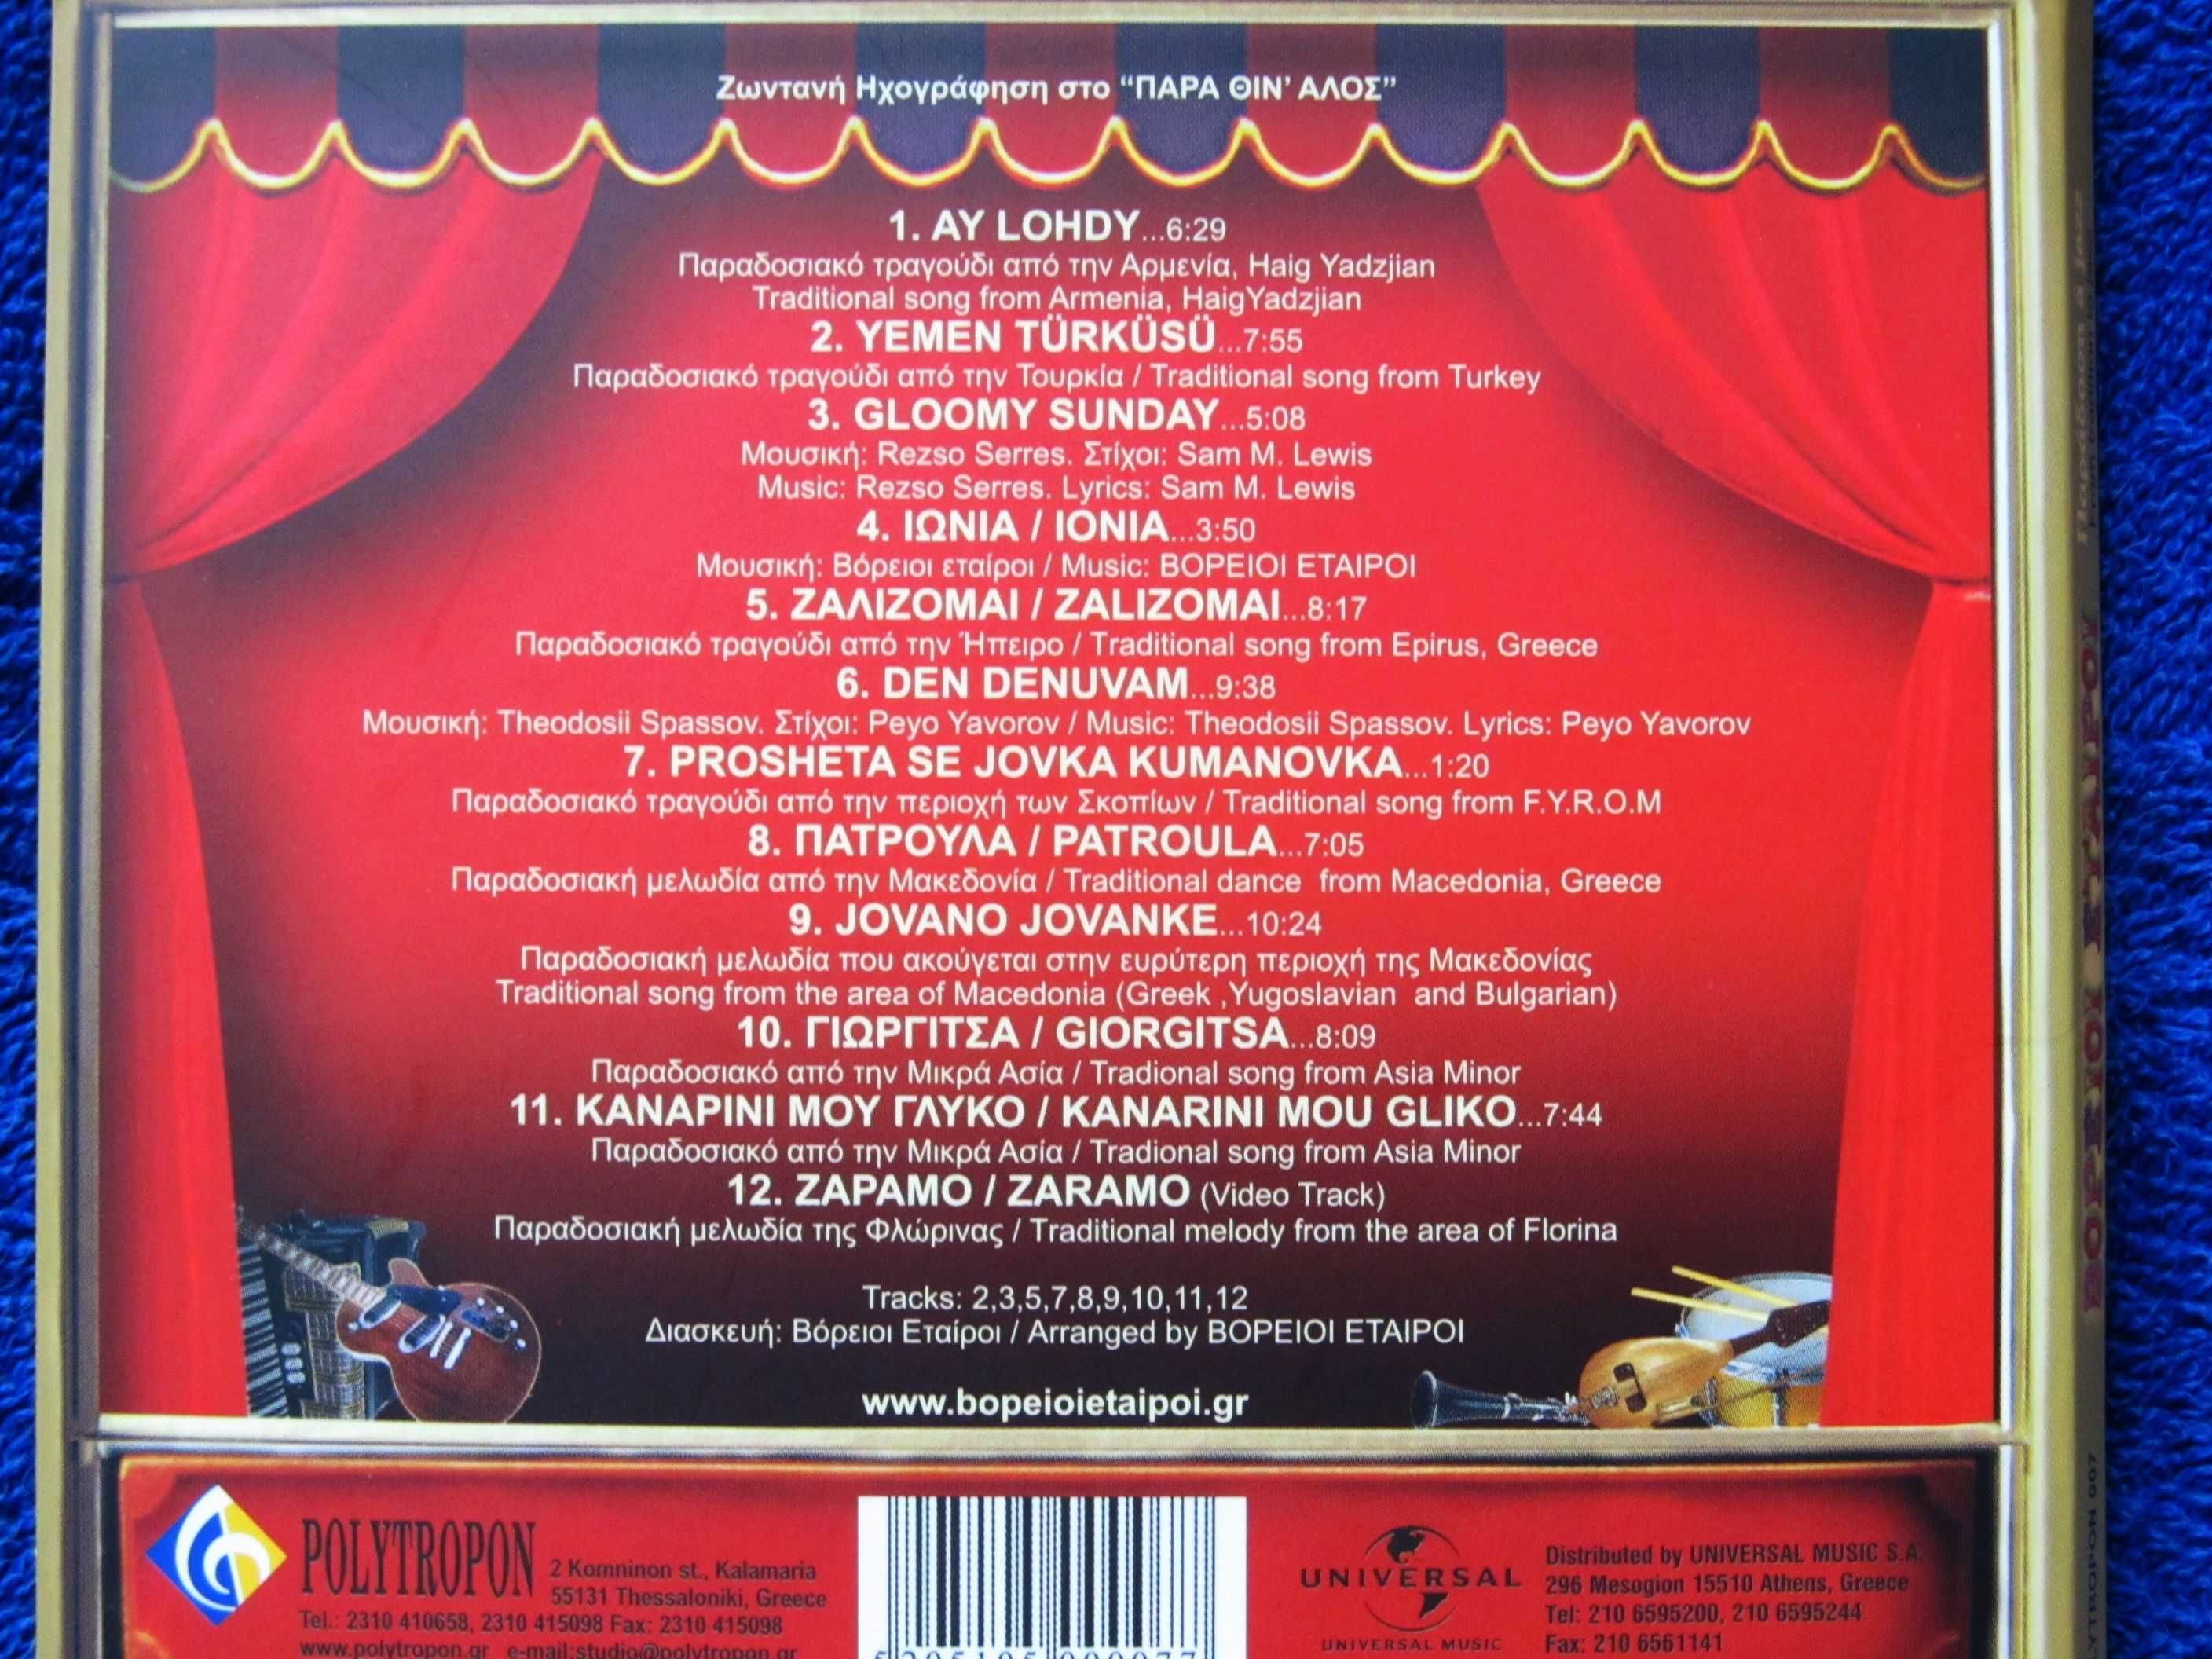 Ζωντανή Ηχογράφηση στο “ΠΑΡΑ ΘΙΝ’ ΑΛΟΣ”
1. AY LOHDY...6:29
Παραδοσιακό τραγούδι από την Αρμενία, Haig Yadzjian
Traditional song from Armenia, HaigYadzjian
2. YEMEN TÜRKÜSÜ...7:55
Παραδοσιακό τραγούδι από την Τουρκία / Traditional song from Turkey
3. GLOOMY SUNDAY...5:08
Μουσική: Rezso Serres. Στίχοι: Sam M. Lewis
Music: Rezso Serres. Lyrics: Sam M. Lewis
4. ΙΩΝΙΑ / IONIA...3:50
Μουσική: Βόρειοι εταίροι / Music: ΒΟΡΕΙΟΙ ΕΤΑΙΡΟΙ
5. ΖΑΛΙΖΟΜΑΙ / ZALIZOMAI...8:17
Παραδοσιακό τραγούδι από την Ήπειρο / Traditional song from Epirus, Greece
6. DEN DENUVAM...9:38
Μουσική: Theodosii Spassov. Στίχοι: Peyo Yavorov / Music: Theodosii Spassov. Lyrics: Peyo Yavorov
7. PROSHETA SE JOVKA KUMANOVKA...1:20
Παραδοσιακό τραγούδι από την περιοχή των Σκοπίων / Traditional song from F.Y.R.O.M
8. ΠΑΤΡΟΥΛΑ / PATROULA...7:05
Παραδοσιακή μελωδία από την Μακεδονία / Traditional dance from Macedonia, Greece
9. JOVANO JOVANKE...10:24
Παραδοσιακή μελωδία που ακούγεται στην ευρύτερη περιοχή της Μακεδονίας
Traditional song from the area of Macedonia (Greek ,Yugoslavian and Bulgarian)
10. ΓΙΩΡΓΙΤΣΑ / GIORGITSA...8:09
Παραδοσιακό από την Μικρά Ασία / Tradional song from Asia Minor
11. ΚΑΝΑΡΙΝΙ ΜΟΥ ΓΛΥΚΟ / KANARINI MOU GLIKO...7:44
Παραδοσιακό από την Μικρά Ασία / Tradional song from Asia Minor
12. ΖΑΡΑΜΟ / ZARAMO (Video Track)
Παραδοσιακή μελωδία της Φλώρινας / Traditional melody from the area of Florina
Tracks: 2,3,5,7,8,9,10,11,12
Διασκευή: Βόρειοι Εταίροι / Arranged by ΒΟΡΕΙΟΙ ΕΤΑΙΡΟΙ
www.bopeioietaipoi.gr
POLYTROPON
2 Komninon st., Kalamaria
55131 Thessaloniki, Greece
Tel.: 2310 410658, 2310 415098 Fax: 2310 415098
www.polytropon.gr e-mail:studio@polytropon.gr
UNIVERSAL
UNIVERSAL MUSIC
Distributed by UNIVERSAL MUSIC S.A.
296 Mesogion 15510 Athens, Greece
Tel: 210 6595200, 210 6595244
Fax: 210 6561141
ΒΟΡΕΙΟΙ ΕΤΑΙΡΟΙ